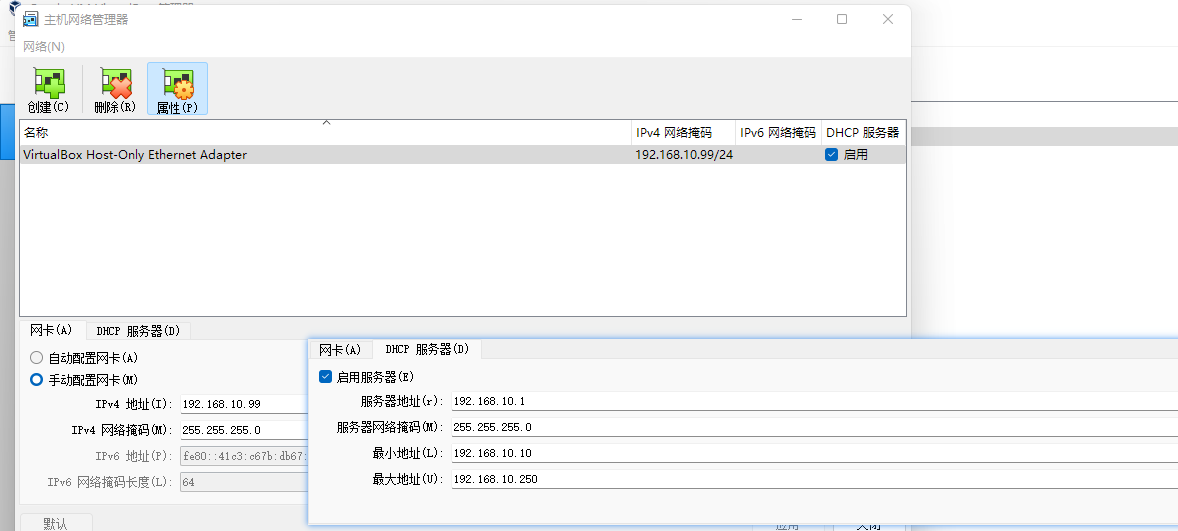 主机网络管理器
网络(N)
创建(C) 删除(R) 属性(P)
名称 IPv4 网络掩码 IPv6 网络掩码 DHCP 服务器
VirtualBox Host-Only Ethernet Adapter 192.168.10.99/24 启用
网卡(A) DHCP 服务器(D)
自动配置网卡(A)
手动配置网卡(M)
IPv4 地址(I): 192.168.10.99
IPv4 网络掩码(M): 255.255.255.0
IPv6 地址(P): fe80::41c3:c67b:db67:
IPv6 网络掩码长度(L): 64
默认
网卡(A) DHCP 服务器(D)
启用服务器(E)
服务器地址(r): 192.168.10.1
服务器网络掩码(M): 255.255.255.0
最小地址(L): 192.168.10.10
最大地址(U): 192.168.10.250
应用 关闭